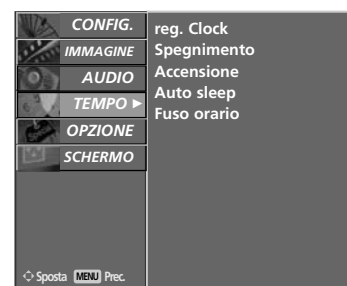 CONFIG.
IMMAGINE
AUDIO
TEMPO ►
OPZIONE
SCHERMO
reg. Clock
Spegnimento
Accensione
Auto sleep
Fuso orario
Sposta MENU Prec.